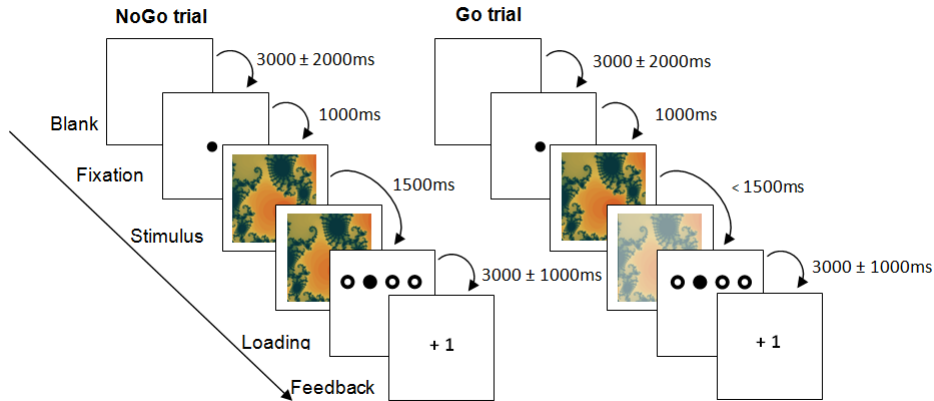 NoGo trial
3000 ± 2000ms
1000ms
1500ms
3000 ± 1000ms
+ 1
Go trial
3000 ± 2000ms
1000ms
< 1500ms
3000 ± 1000ms
+ 1
Blank
Fixation
Stimulus
Loading
Feedback